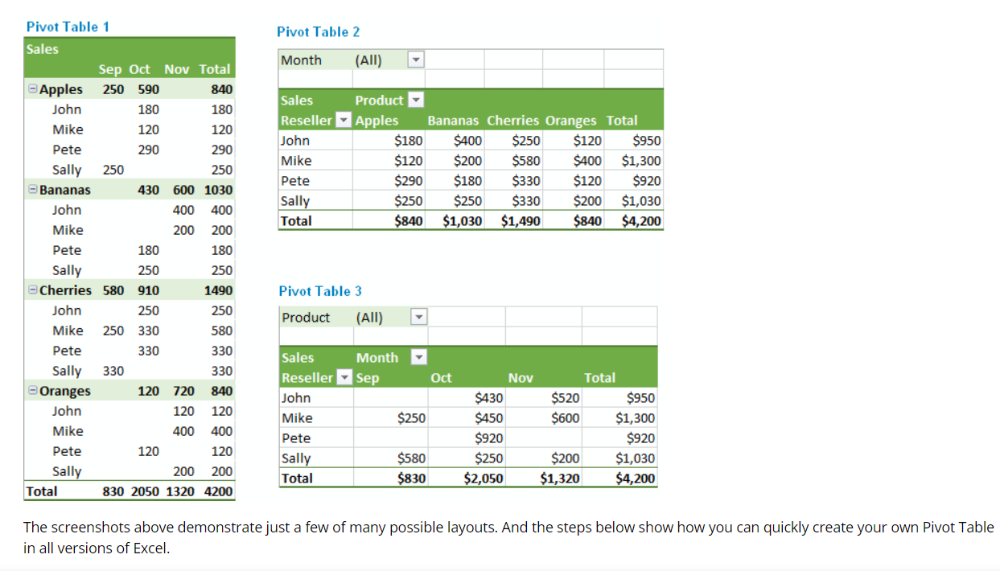 Pivot Table 1
Sales
Sep Oct Nov Total
Apples 250 590 840
John 180 180
Mike 120 120
Pete 290 290
Sally 250 250
Bananas 430 600 1030
John 400 400
Mike 200 200
Pete 180 180
Sally 250 250
Cherries 580 910 1490
John 250 250
Mike 250 330 580
Pete 330 330
Sally 330 330
Oranges 120 720 840
John 120 120
Mike 400 400
Pete 120 120
Sally 200 200
Total 830 2050 1320 4200
Pivot Table 2
Month (All)
Sales Product
Reseller Apples Bananas Cherries Oranges Total
John $180 $400 $250 $120 $950
Mike $120 $200 $580 $400 $1,300
Pete $290 $180 $330 $120 $920
Sally $250 $250 $330 $200 $1,030
Total $840 $1,030 $1,490 $840 $4,200
Pivot Table 3
Product (All)
Sales Month
Reseller Sep Oct Nov Total
John $430 $520 $950
Mike $250 $450 $600 $1,300
Pete $920 $920
Sally $580 $250 $200 $1,030
Total $830 $2,050 $1,320 $4,200
The screenshots above demonstrate just a few of many possible layouts. And the steps below show how you can quickly create your own Pivot Table
in all versions of Excel.